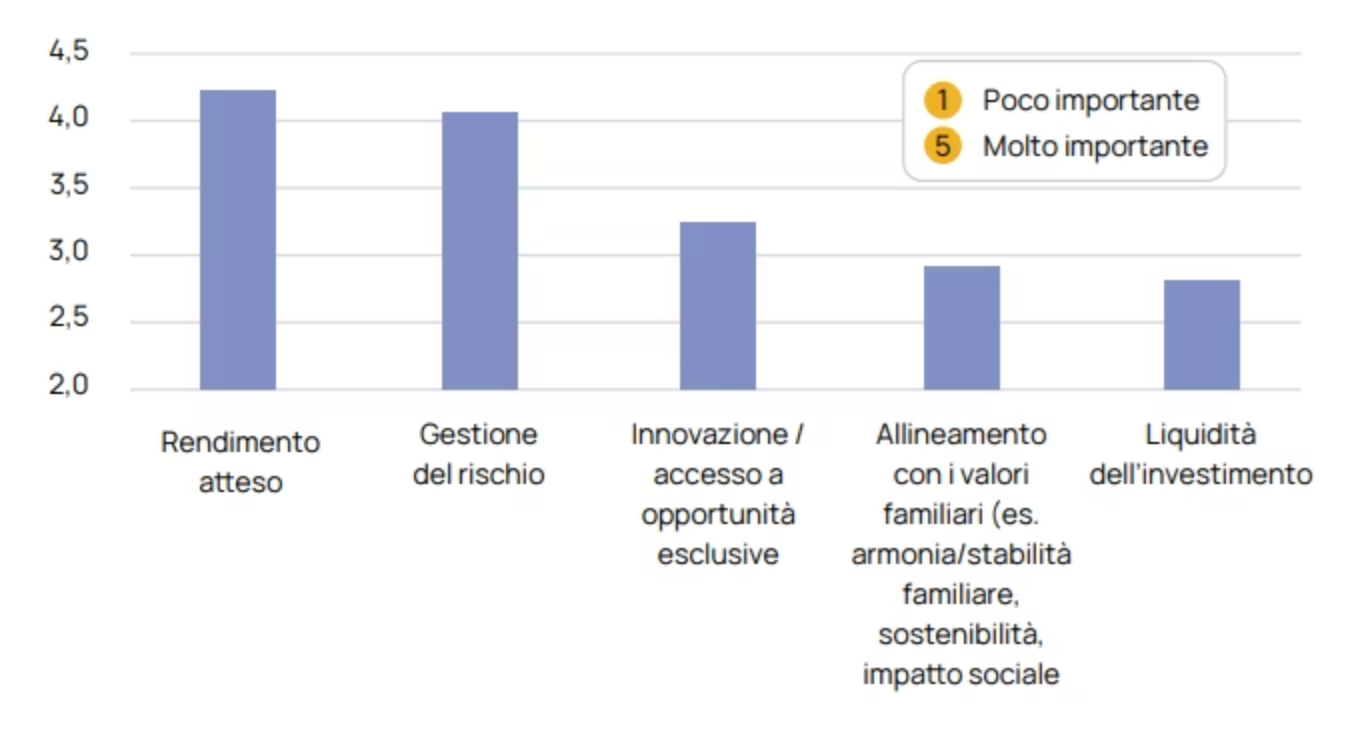 4,5
4,0
3,5
3,0
2,5
2,0
1 Poco importante
5 Molto importante
Rendimento
atteso
Gestione
del rischio
Innovazione /
accesso a
opportunità
esclusive
Allineamento
con i valori
familiari (es.
armonia/stabilità
familiare,
sostenibilità,
impatto sociale
Liquidità
dell'investimento